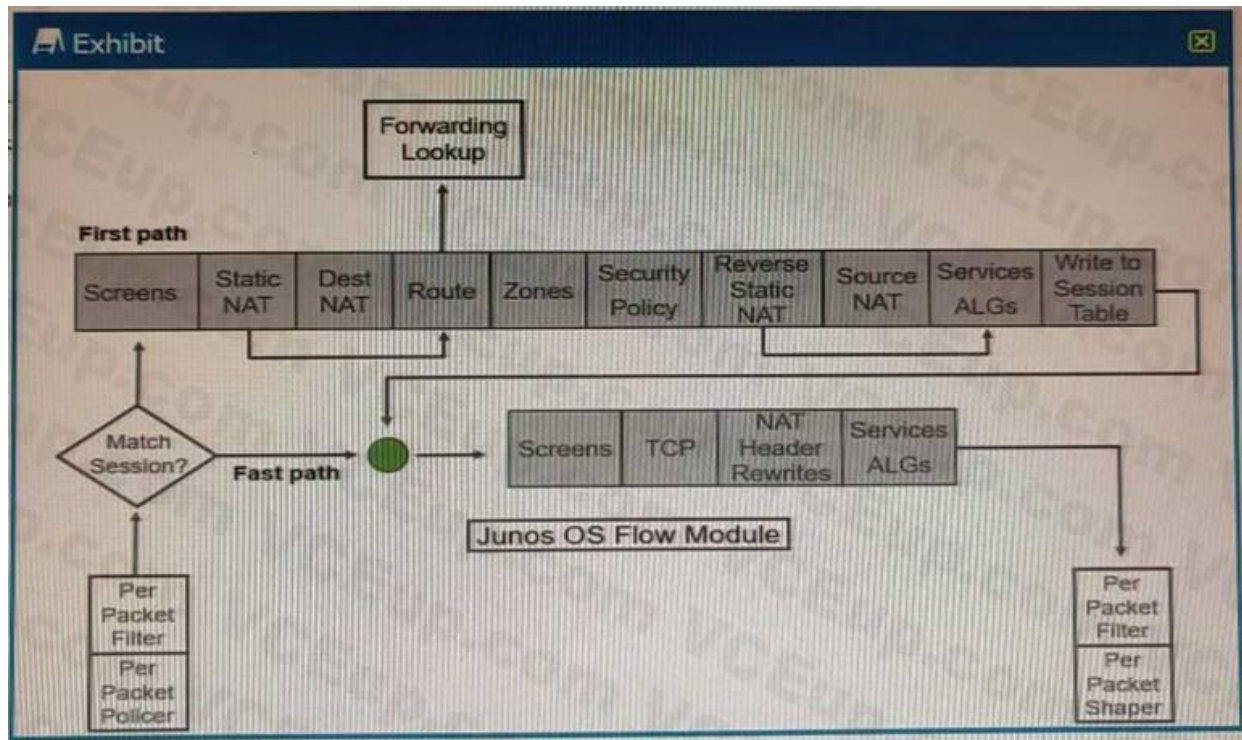 Exhibit
Forwarding
Lookup
First path
Screens
Static
NAT
Dest
NAT
Route
Zones
Security
Policy
Reverse
Static
NAT
Source
NAT
Services
ALGs
Write to
Session
Table
Match
Session?
Fast path
Screens
TCP
NAT
Header
Rewrites
Services
ALGs
Junos OS Flow Module
Per
Packet
Filter
Per
Packet
Policer
Per
Packet
Filter
Per
Packet
Shaper
VCEup.com